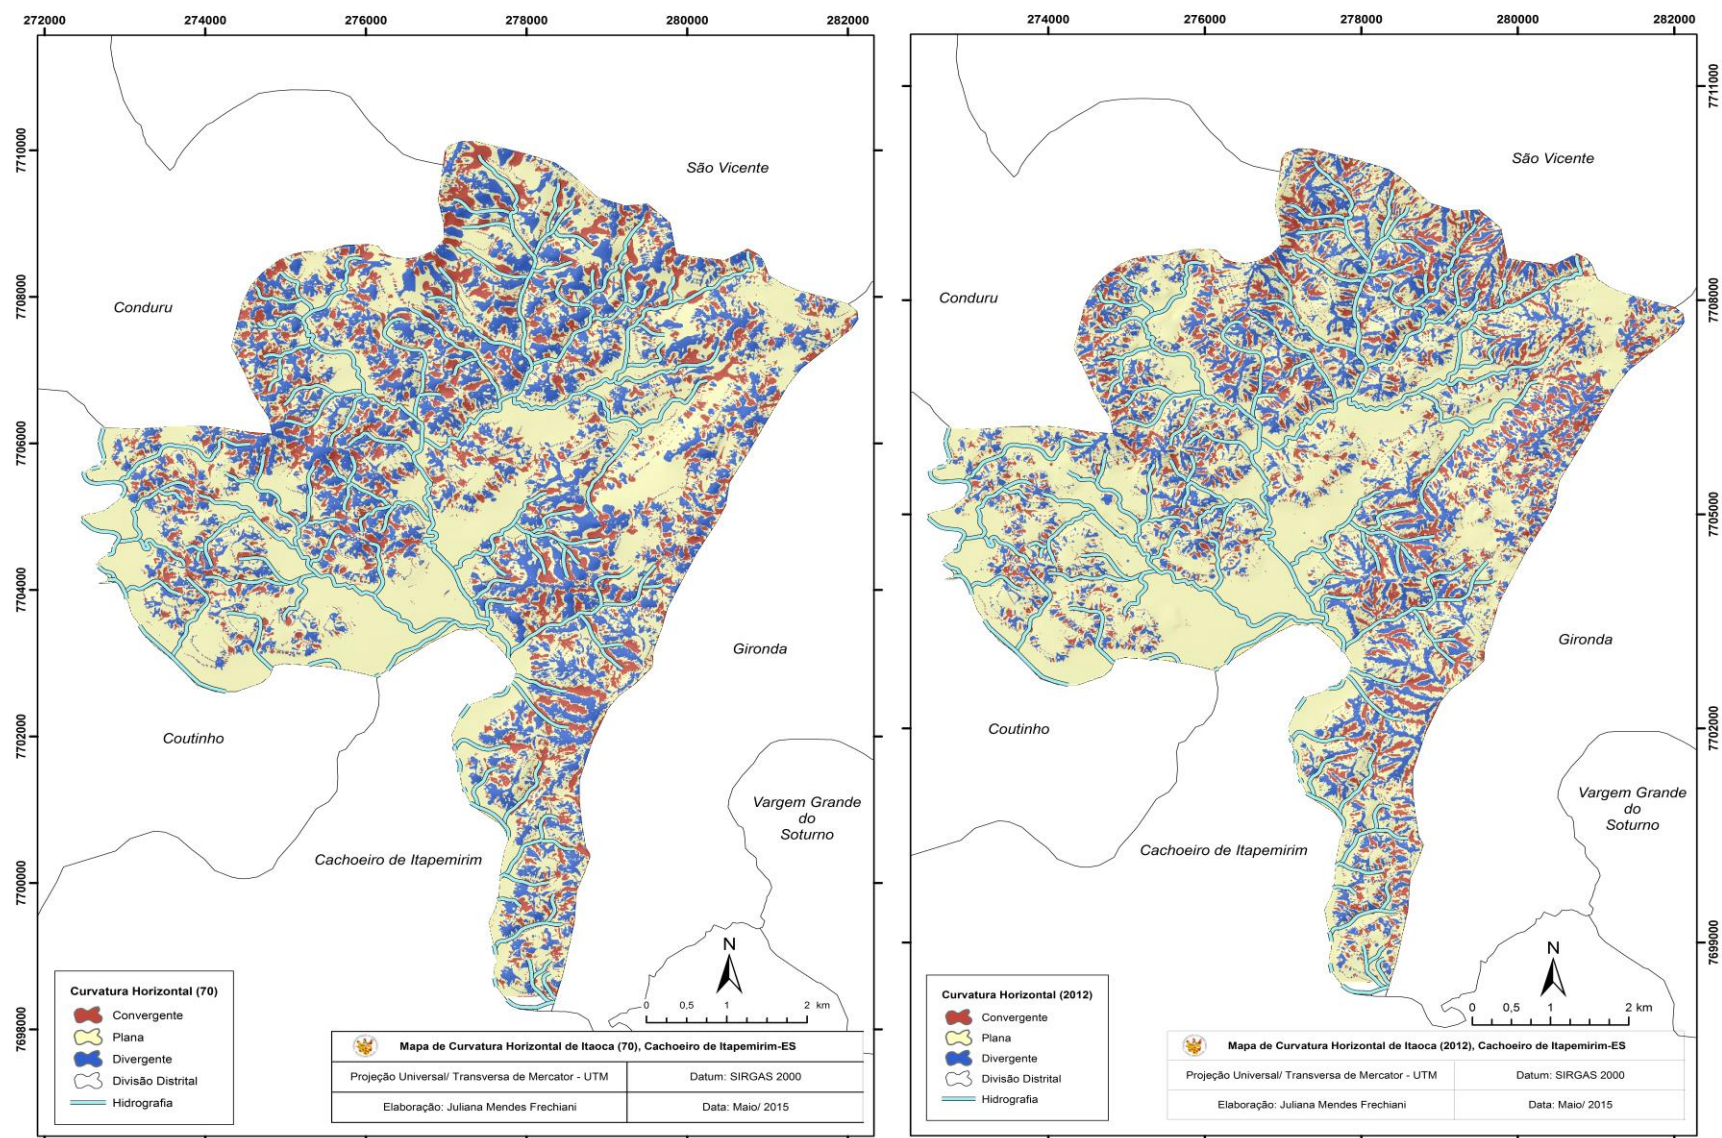 272000 274000 276000 278000 280000 282000
7710000
7708000
7706000
7704000
7702000
7700000
7698000
São Vicente
Conduru
Gironda
Coutinho
Vargem Grande
do
Soturno
Cachoeiro de Itapemirim
N
0 0,5 1 2 km
Curvatura Horizontal (70)
Convergente
Plana
Divergente
Divisão Distrital
Hidrografia
Mapa de Curvatura Horizontal de Itaoca (70), Cachoeiro de Itapemirim-ES
Projeção Universal/ Transversa de Mercator - UTM
Datum: SIRGAS 2000
Elaboração: Juliana Mendes Frechiani
Data: Maio/ 2015
274000 276000 278000 280000 282000
7711000
7708000
7705000
7702000
7699000
São Vicente
Conduru
Gironda
Coutinho
Vargem Grande
do
Soturno
Cachoeiro de Itapemirim
N
0 0,5 1 2 km
Curvatura Horizontal (2012)
Convergente
Plana
Divergente
Divisão Distrital
Hidrografia
Mapa de Curvatura Horizontal de Itaoca (2012), Cachoeiro de Itapemirim-ES
Projeção Universal/ Transversa de Mercator - UTM
Datum: SIRGAS 2000
Elaboração: Juliana Mendes Frechiani
Data: Maio/ 2015